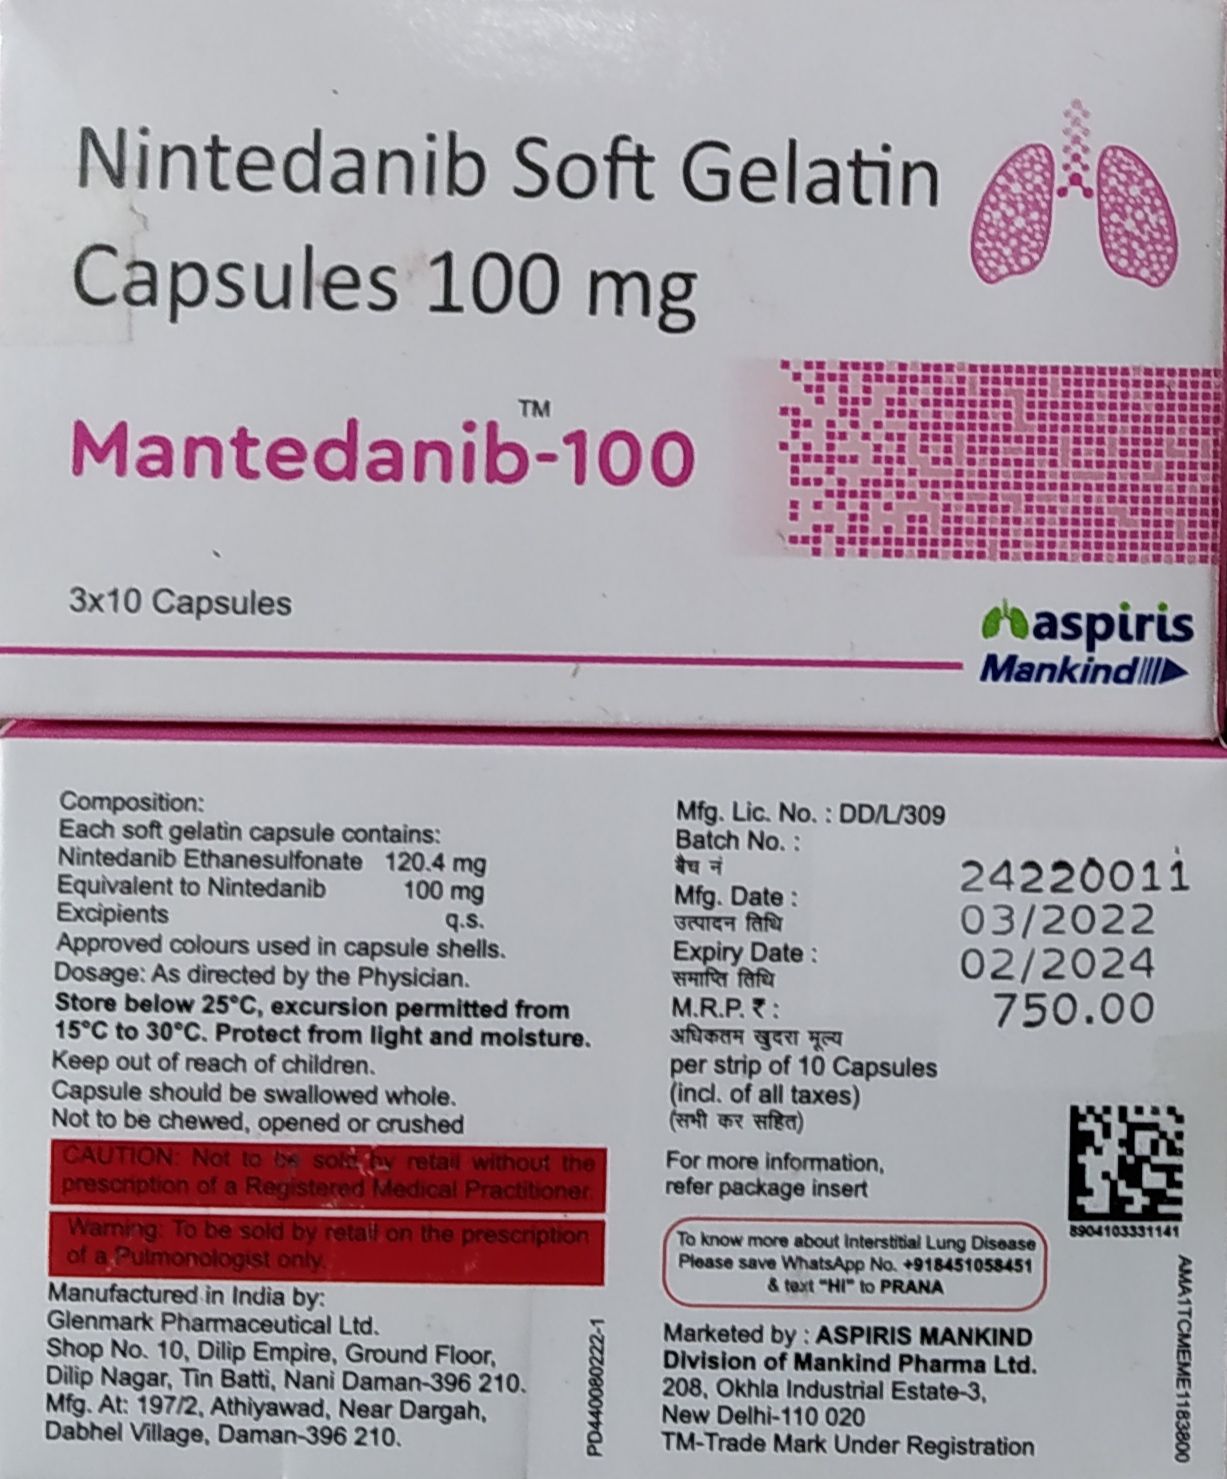 Nintedanib Soft Gelatin
Capsules 100 mg
Mantedanib™-100
3x10 Capsules
aspiris
Mankind
Composition:
Each soft gelatin capsule contains:
Nintedanib Ethanesulfonate 120.4 mg
Equivalent to Nintedanib 100 mg
Excipients q.s.
Approved colours used in capsule shells.
Dosage: As directed by the Physician.
Store below 25°C, excursion permitted from
15°C to 30°C. Protect from light and moisture.
Keep out of reach of children.
Capsule should be swallowed whole.
Not to be chewed, opened or crushed
CAUTION: Not to be sold by retail without the
prescription of a Registered Medical Practitioner.
Warning: To be sold by retail on the prescription
of a Pulmonologist only.
Manufactured in India by:
Glenmark Pharmaceutical Ltd.
Shop No. 10, Dilip Empire, Ground Floor,
Dilip Nagar, Tin Batti, Nani Daman-396 210.
Mfg. At: 197/2, Athiyawad, Near Dargah,
Dabhel Village, Daman-396 210.
PD440080222-1
Mfg. Lic. No. : DD/L/309
Batch No. :
बैच नं 24220011
Mfg. Date :
उत्पादन तिथि 03/2022
Expiry Date : 02/2024
समाप्ति तिथि
M.R.P. ₹ : 750.00
अधिकतम खुदरा मूल्य
per strip of 10 Capsules
(incl. of all taxes)
(सभी कर सहित)
For more information,
refer package insert
8904103331141
To know more about Interstitial Lung Disease
Please save WhatsApp No. +918451058451
& text "HI" to PRANA
Marketed by : ASPIRIS MANKIND
Division of Mankind Pharma Ltd.
208, Okhla Industrial Estate-3,
New Delhi-110 020
TM-Trade Mark Under Registration
AMA1TCMEME1183800